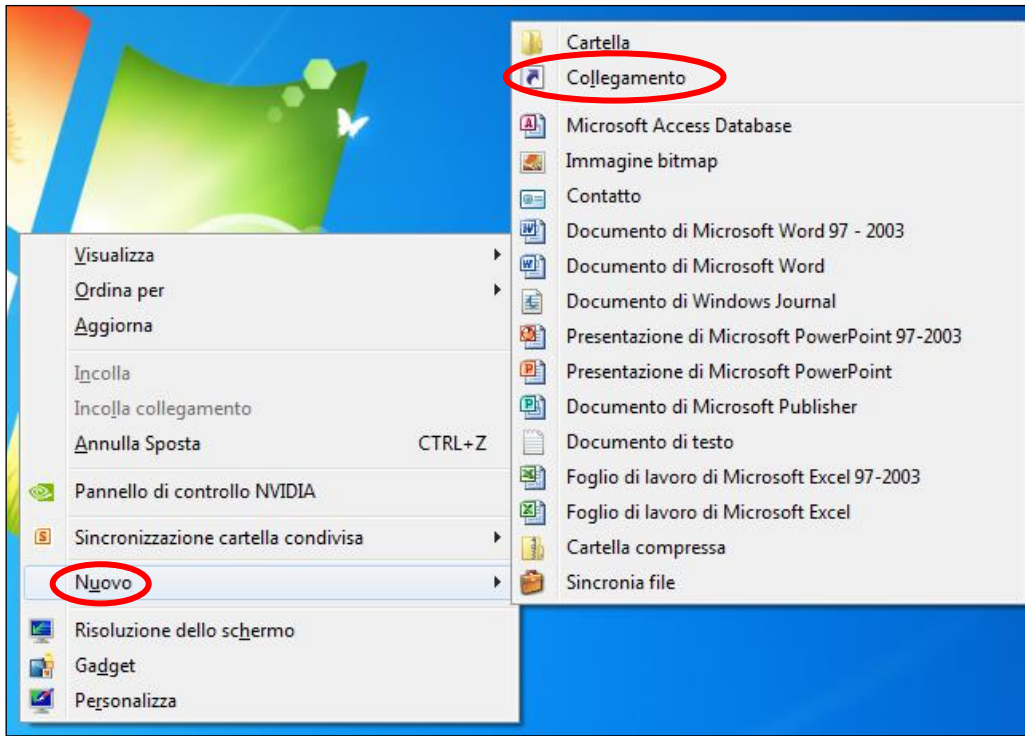 Visualizza
Ordina per
Aggiorna
Incolla
Incolla collegamento
Annulla Sposta CTRL+Z
Pannello di controllo NVIDIA
Sincronizzazione cartella condivisa
Nuovo
Risoluzione dello schermo
Gadget
Personalizza
Cartella
Collegamento
Microsoft Access Database
Immagine bitmap
Contatto
Documento di Microsoft Word 97 - 2003
Documento di Microsoft Word
Documento di Windows Journal
Presentazione di Microsoft PowerPoint 97-2003
Presentazione di Microsoft PowerPoint
Documento di Microsoft Publisher
Documento di testo
Foglio di lavoro di Microsoft Excel 97-2003
Foglio di lavoro di Microsoft Excel
Cartella compressa
Sincronia file